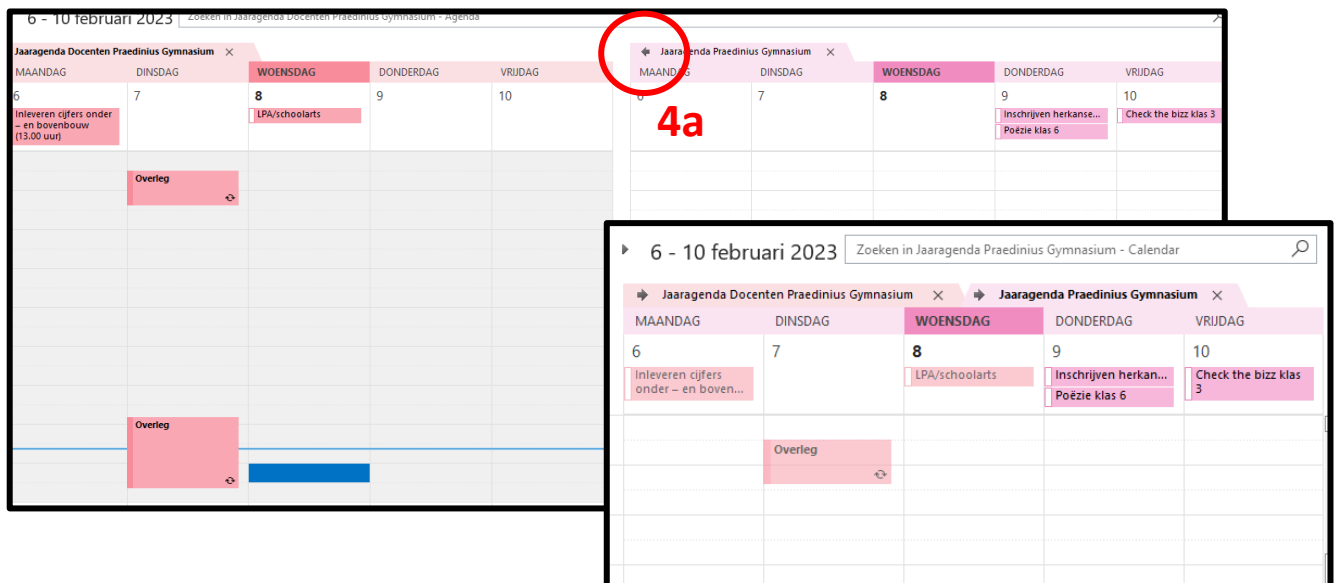 6 - 10 februari 2023 Zoeken in Jaaragenda Docenten Praedinius Gymnasium - Agenda
Jaaragenda Docenten Praedinius Gymnasium
MAANDAG DINSDAG WOENSDAG DONDERDAG VRIJDAG
6 7 8 9 10
Inleveren cijfers onder
– en bovenbouw
(13.00 uur)
LPA/schoolarts
Overleg
Overleg
Jaaragenda Praedinius Gymnasium
MAANDAG DINSDAG WOENSDAG DONDERDAG VRIJDAG
6 7 8 9 10
4a
Inschrijven herkanse...
Poëzie klas 6
Check the bizz klas 3
6 - 10 februari 2023 Zoeken in Jaaragenda Praedinius Gymnasium - Calendar
Jaaragenda Docenten Praedinius Gymnasium Jaaragenda Praedinius Gymnasium
MAANDAG DINSDAG WOENSDAG DONDERDAG VRIJDAG
6 7 8 9 10
Inleveren cijfers
onder – en boven...
LPA/schoolarts
Inschrijven herkan...
Poëzie klas 6
Check the bizz klas
3
Overleg